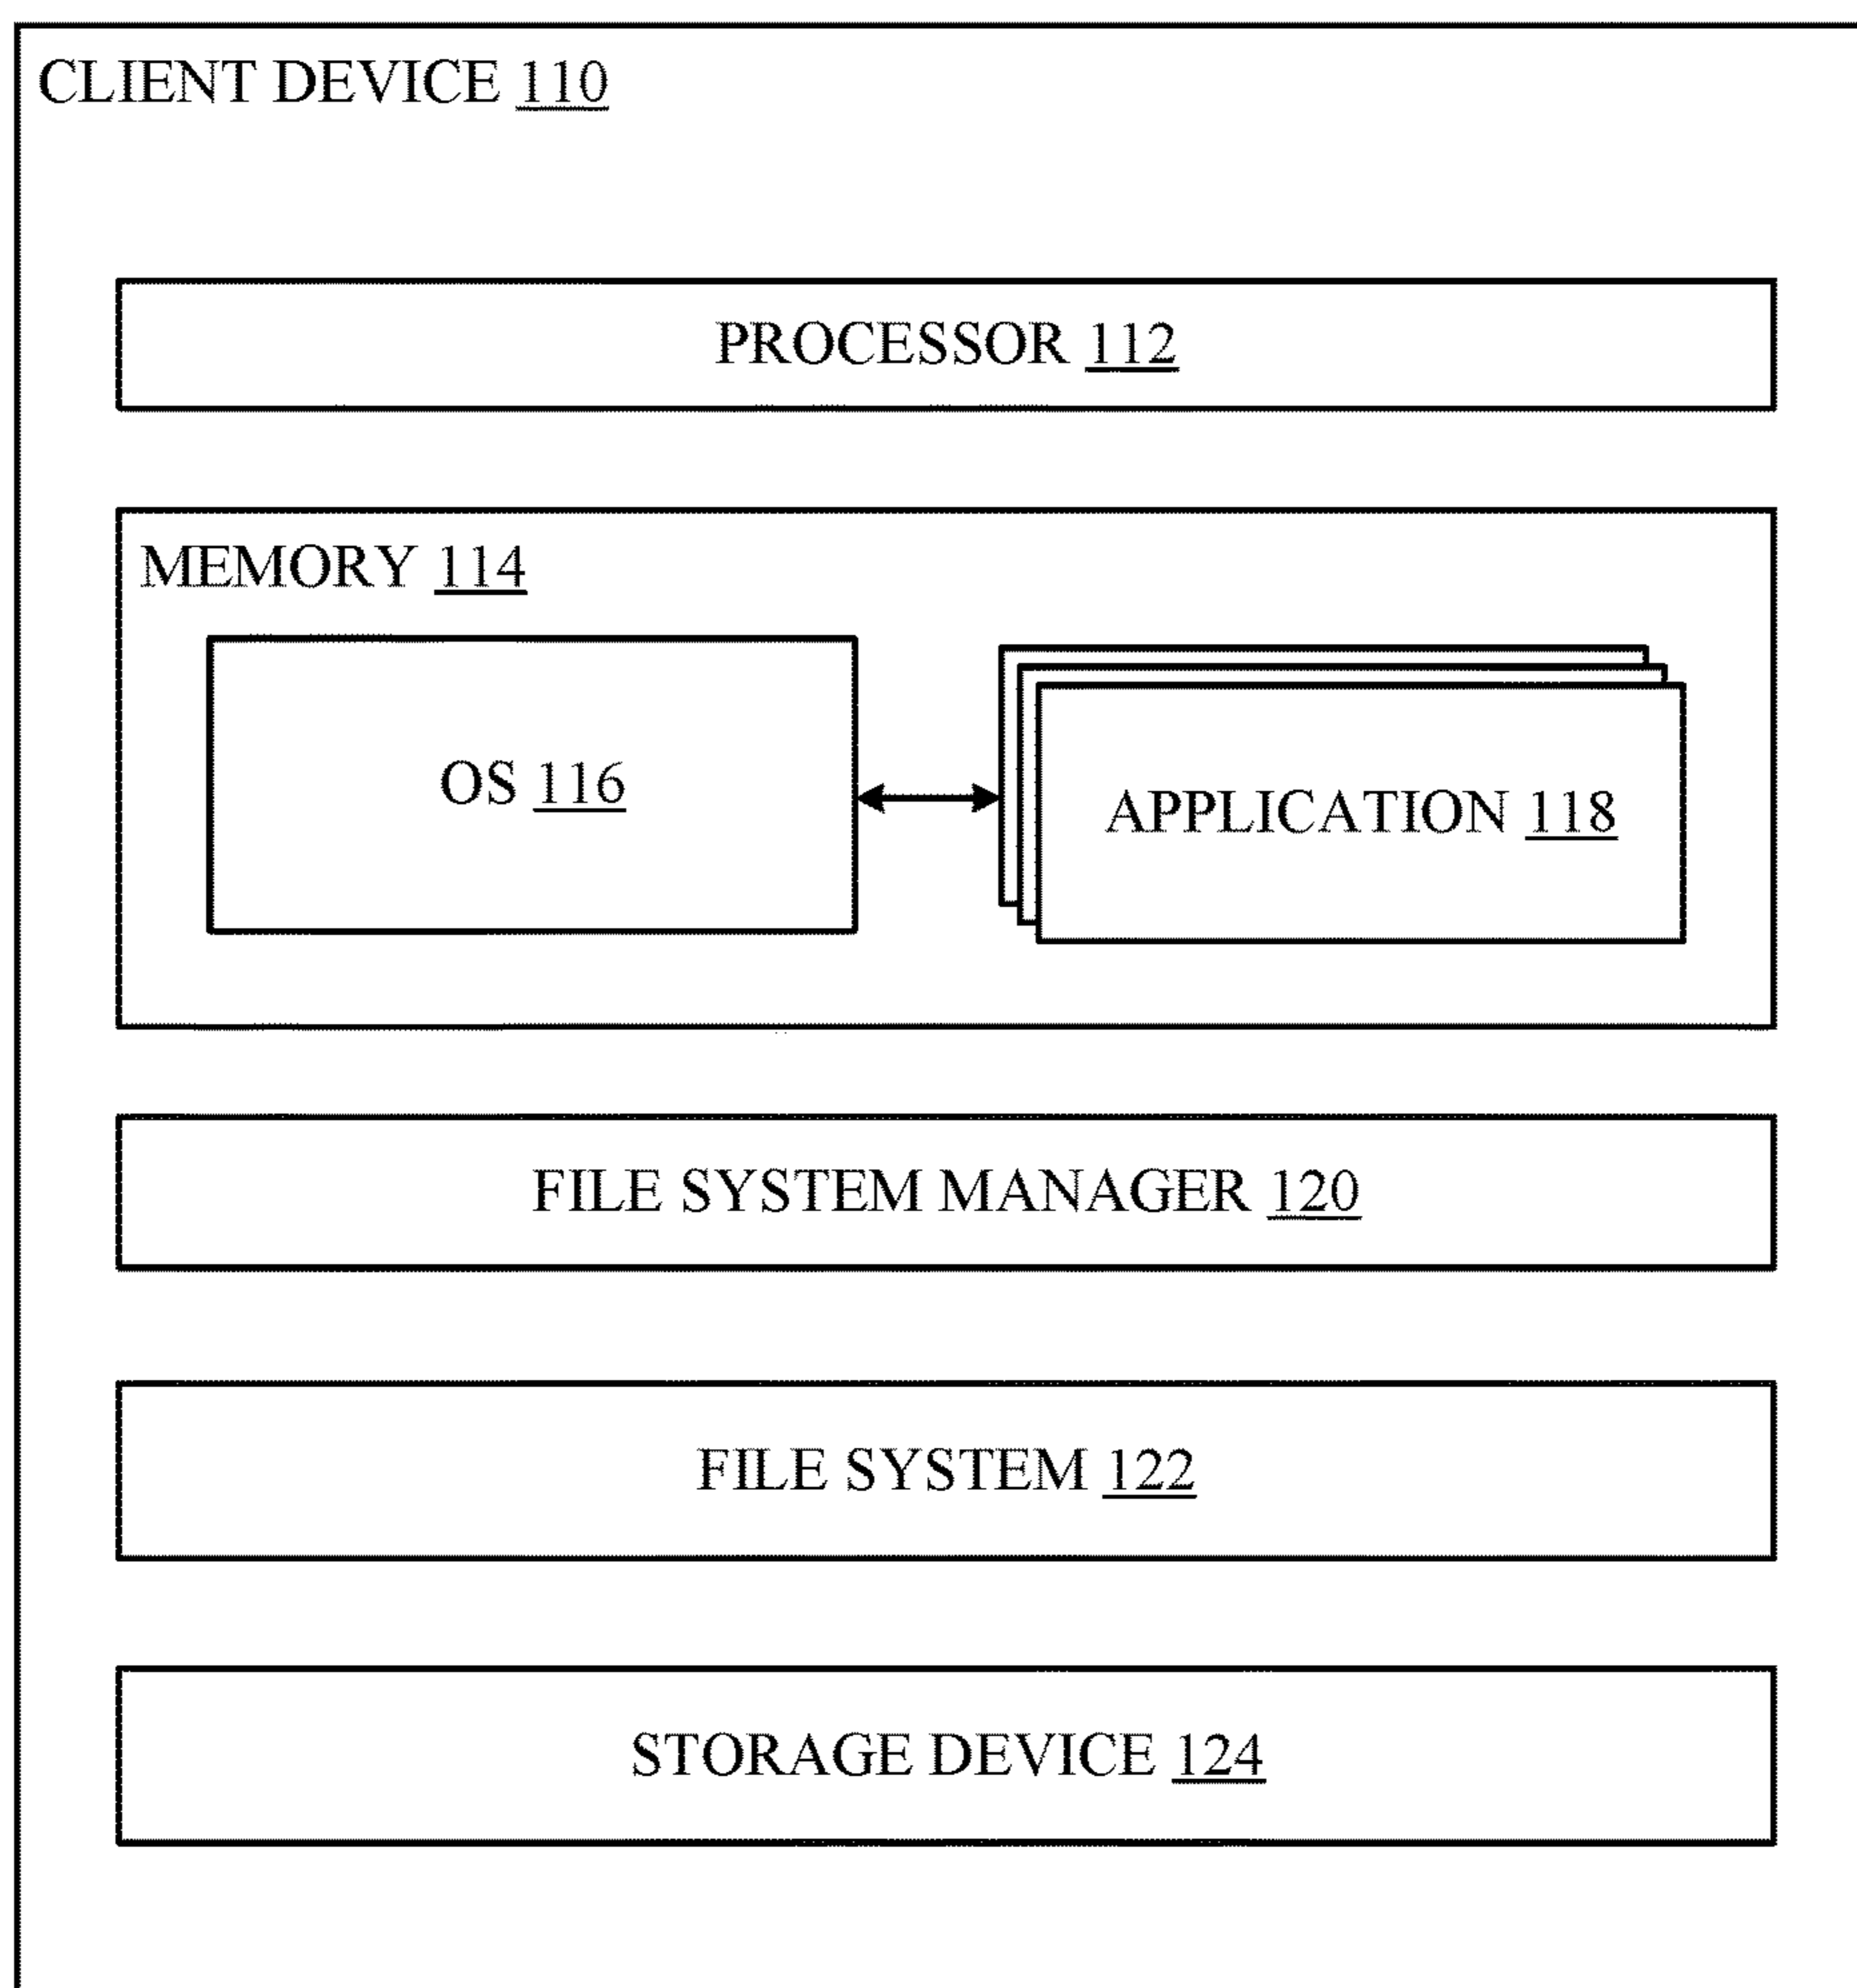 CLIENT DEVICE 110
PROCESSOR 112
MEMORY 114
OS 116
APPLICATION 118
FILE SYSTEM MANAGER 120
FILE SYSTEM 122
STORAGE DEVICE 124